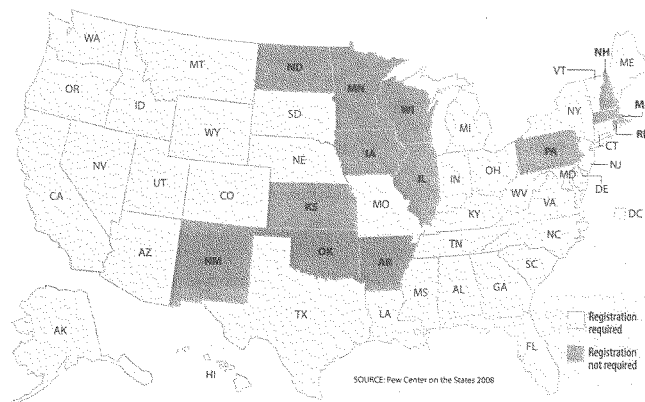 WA
MT
ND
MN
NH
ME
VT
OR
ID
SD
WI
MI
NY
M
RI
WY
IA
PA
CT
NJ
NE
IL
IN
OH
MD
DE
NV
UT
CO
KS
MO
WV
VA
KY
DC
CA
AZ
NM
OK
AR
TN
NC
SC
TX
LA
MS
AL
GA
FL
AK
HI
Registration
required
Registration
not required
SOURCE: Pew Center on the States 2008